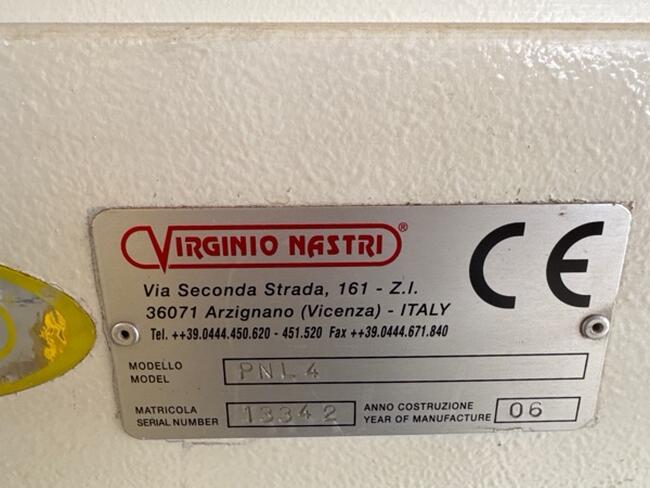 VIRGINIO NASTRI®
CE
Via Seconda Strada, 161 - Z.I.
36071 Arzignano (Vicenza) - ITALY
Tel. ++39.0444.450.620 - 451.520 Fax ++39.0444.671.840
MODELLO
MODEL
PNL4
MATRICOLA
SERIAL NUMBER
13342
ANNO COSTRUZIONE
YEAR OF MANUFACTURE
06